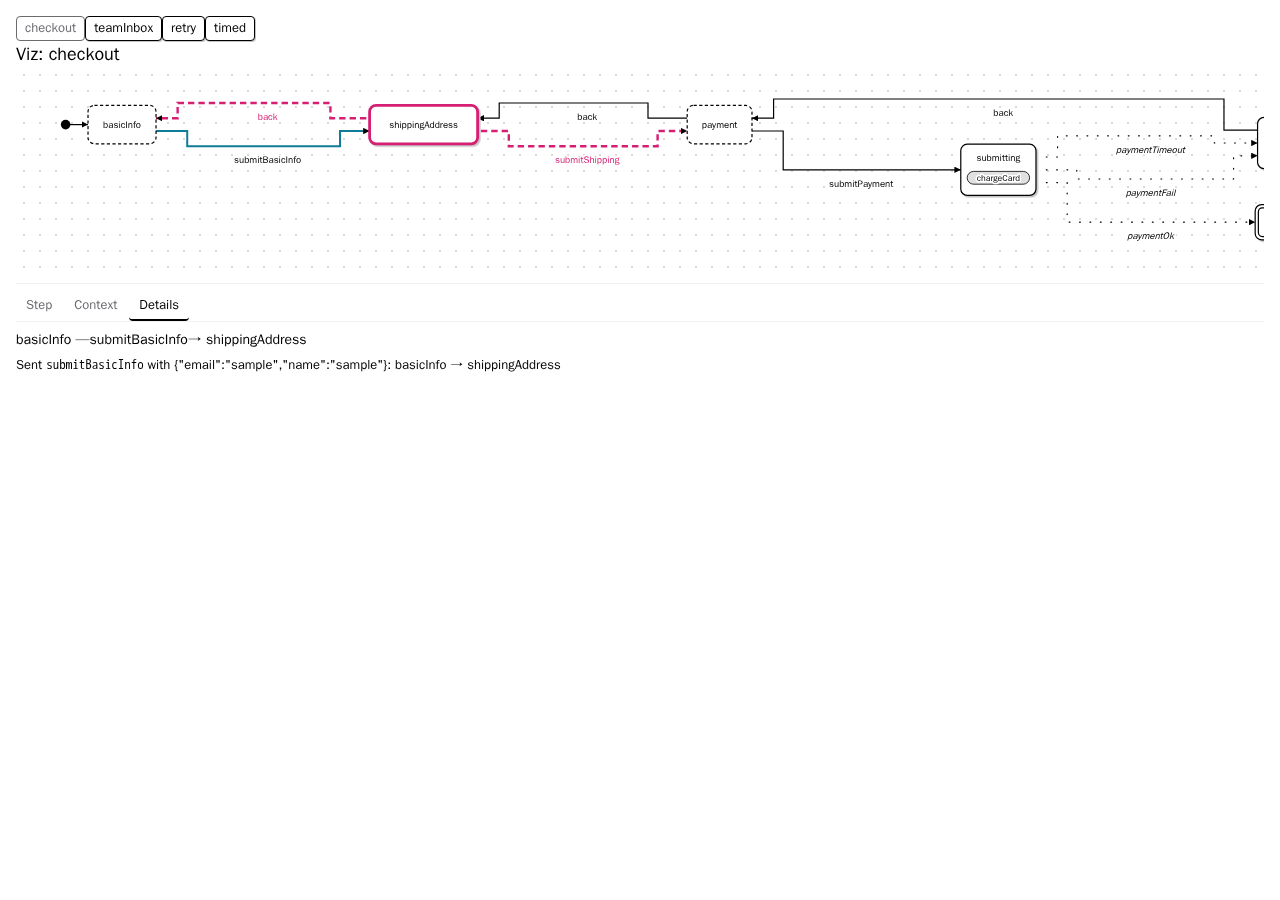 checkout teamInbox retry timed
Viz: checkout
back
back
back
basicInfo
shippingAddress
payment
submitBasicInfo
submitShipping
submitPayment
submitting
chargeCard
paymentTimeout
paymentFail
paymentOk
Step Context Details
basicInfo —submitBasicInfo→ shippingAddress
Sent submitBasicInfo with {"email":"sample","name":"sample"}: basicInfo → shippingAddress